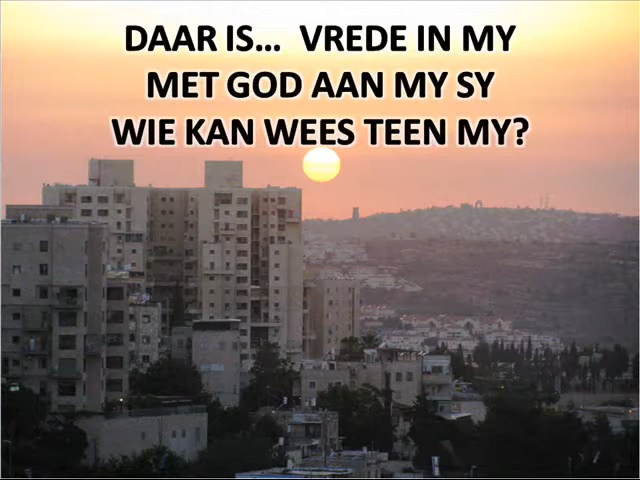 DAAR IS... VREDE IN MY
MET GOD AAN MY SY
WIE KAN WEES TEEN MY?